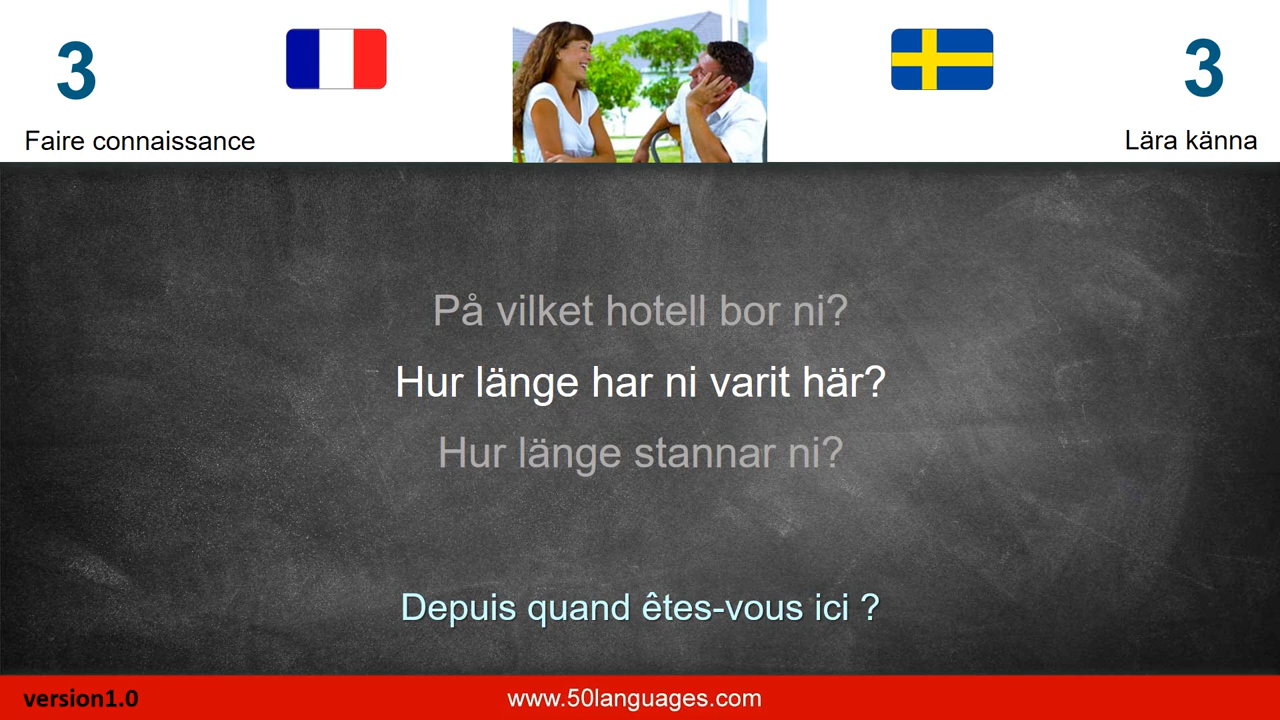 3
3
Faire connaissance
Lära känna
På vilket hotell bor ni?
Hur länge har ni varit här?
Hur länge stannar ni?
Depuis quand êtes-vous ici ?
version1.0
www.50languages.com